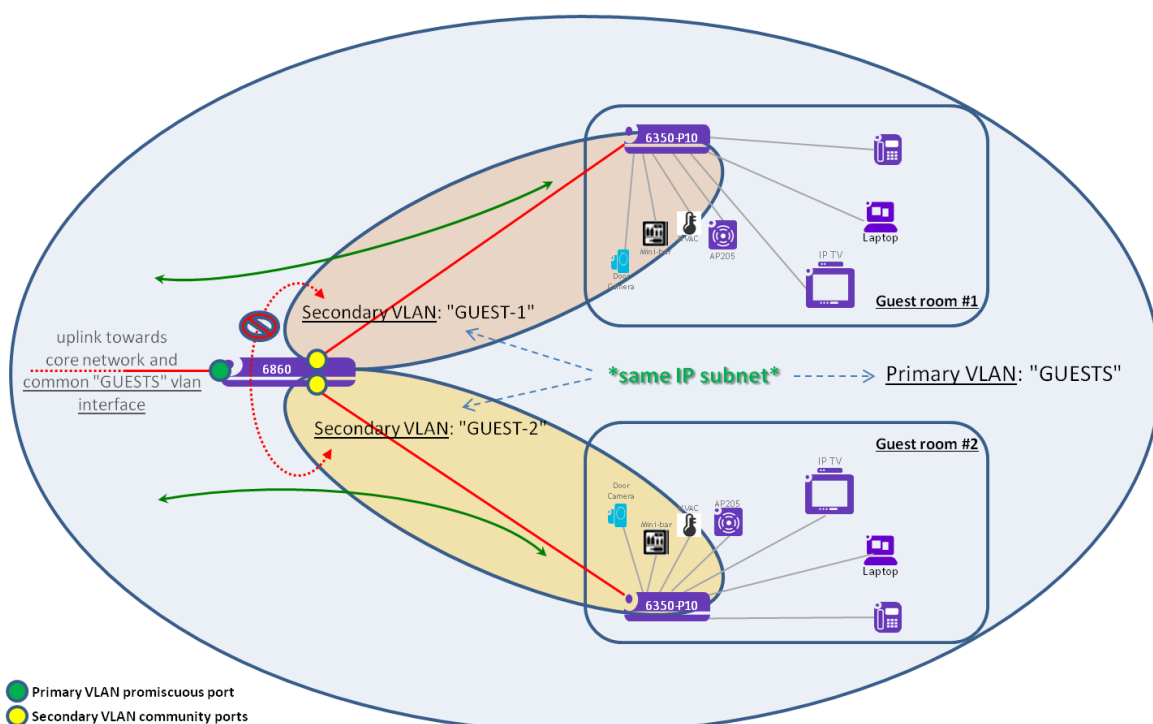 6350-P10
Mini-bar
HVAC
AP205
Door
Camera
Laptop
IP TV
Guest room #1
Secondary VLAN: "GUEST-1"
uplink towards
core network and
common "GUESTS" vlan
interface
6860
*same IP subnet*
Primary VLAN: "GUESTS"
Secondary VLAN: "GUEST-2"
Guest room #2
IP TV
Door
Camera
AP205
HVAC
Mini-bar
Laptop
6350-P10
Primary VLAN promiscuous port
Secondary VLAN community ports